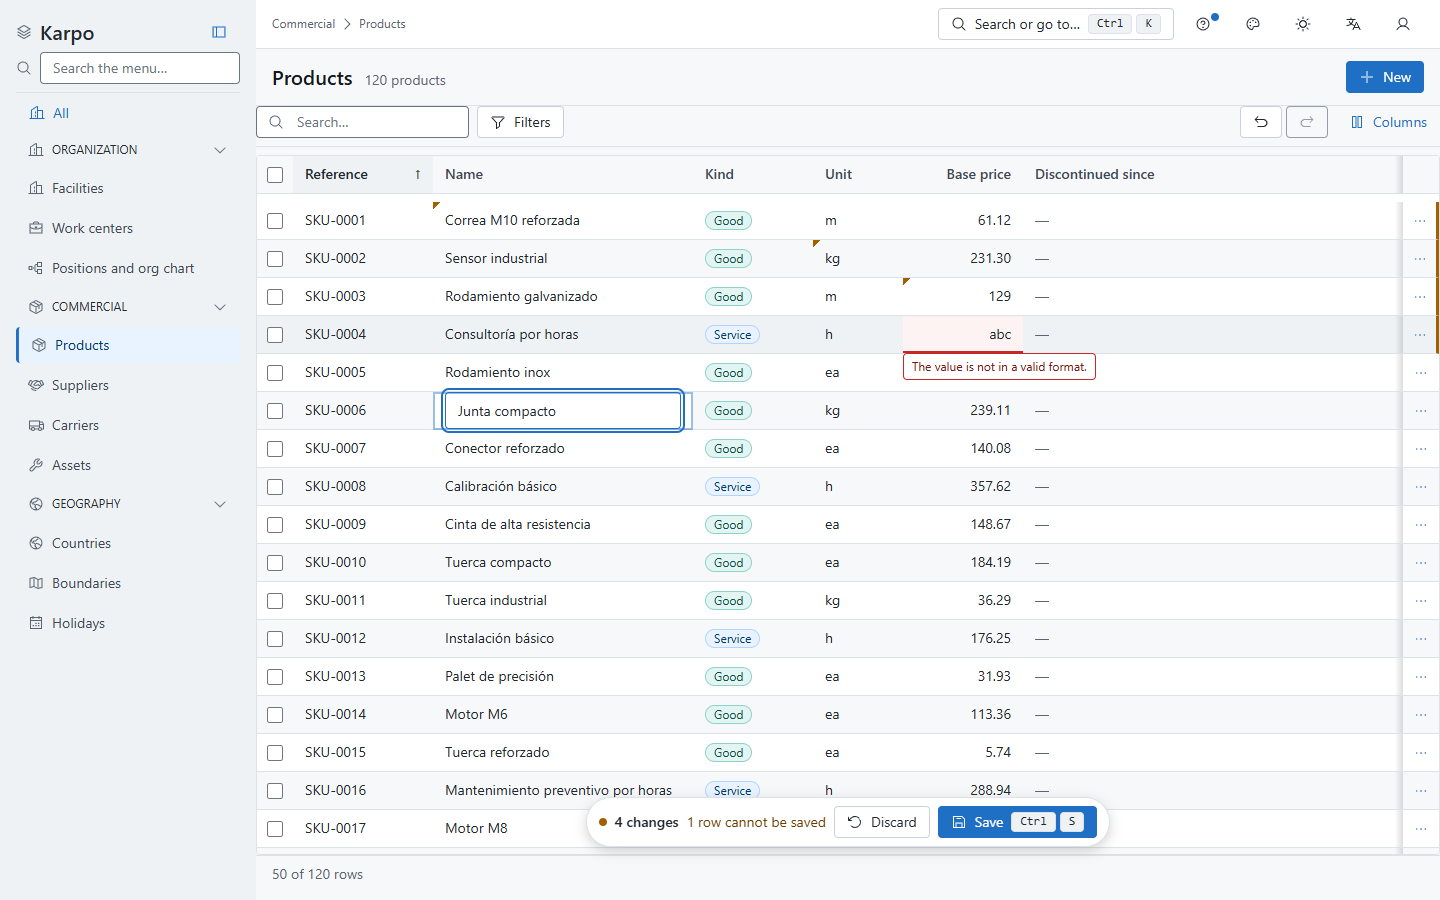 Karpo
Search the menu...
All
ORGANIZATION
Facilities
Work centers
Positions and org chart
COMMERCIAL
Products
Suppliers
Carriers
Assets
GEOGRAPHY
Countries
Boundaries
Holidays
Commercial > Products
Search or go to... Ctrl K
Products 120 products
+ New
Search...
Filters
Columns
Reference ↑ Name Kind Unit Base price Discontinued since
SKU-0001 Correa M10 reforzada Good m 61.12 — ...
SKU-0002 Sensor industrial Good kg 231.30 — ...
SKU-0003 Rodamiento galvanizado Good m 129 — ...
SKU-0004 Consultoría por horas Service h abc — ...
SKU-0005 Rodamiento inox Good ea ...
The value is not in a valid format.
SKU-0006 Junta compacto Good kg 239.11 — ...
SKU-0007 Conector reforzado Good ea 140.08 — ...
SKU-0008 Calibración básico Service h 357.62 — ...
SKU-0009 Cinta de alta resistencia Good ea 148.67 — ...
SKU-0010 Tuerca compacto Good ea 184.19 — ...
SKU-0011 Tuerca industrial Good kg 36.29 — ...
SKU-0012 Instalación básico Service h 176.25 — ...
SKU-0013 Palet de precisión Good ea 31.93 — ...
SKU-0014 Motor M6 Good ea 113.36 — ...
SKU-0015 Tuerca reforzado Good ea 5.74 — ...
SKU-0016 Mantenimiento preventivo por horas Service h 288.94 — ...
SKU-0017 Motor M8 ...
4 changes 1 row cannot be saved Discard Save Ctrl S
50 of 120 rows